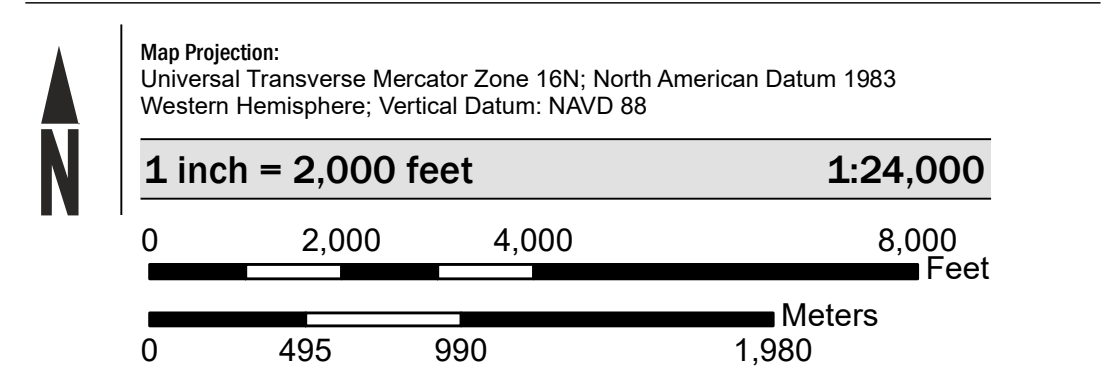 N
Map Projection:
Universal Transverse Mercator Zone 16N; North American Datum 1983
Western Hemisphere; Vertical Datum: NAVD 88
1 inch = 2,000 feet 1:24,000
0 2,000 4,000 8,000
Feet
Meters
0 495 990 1,980